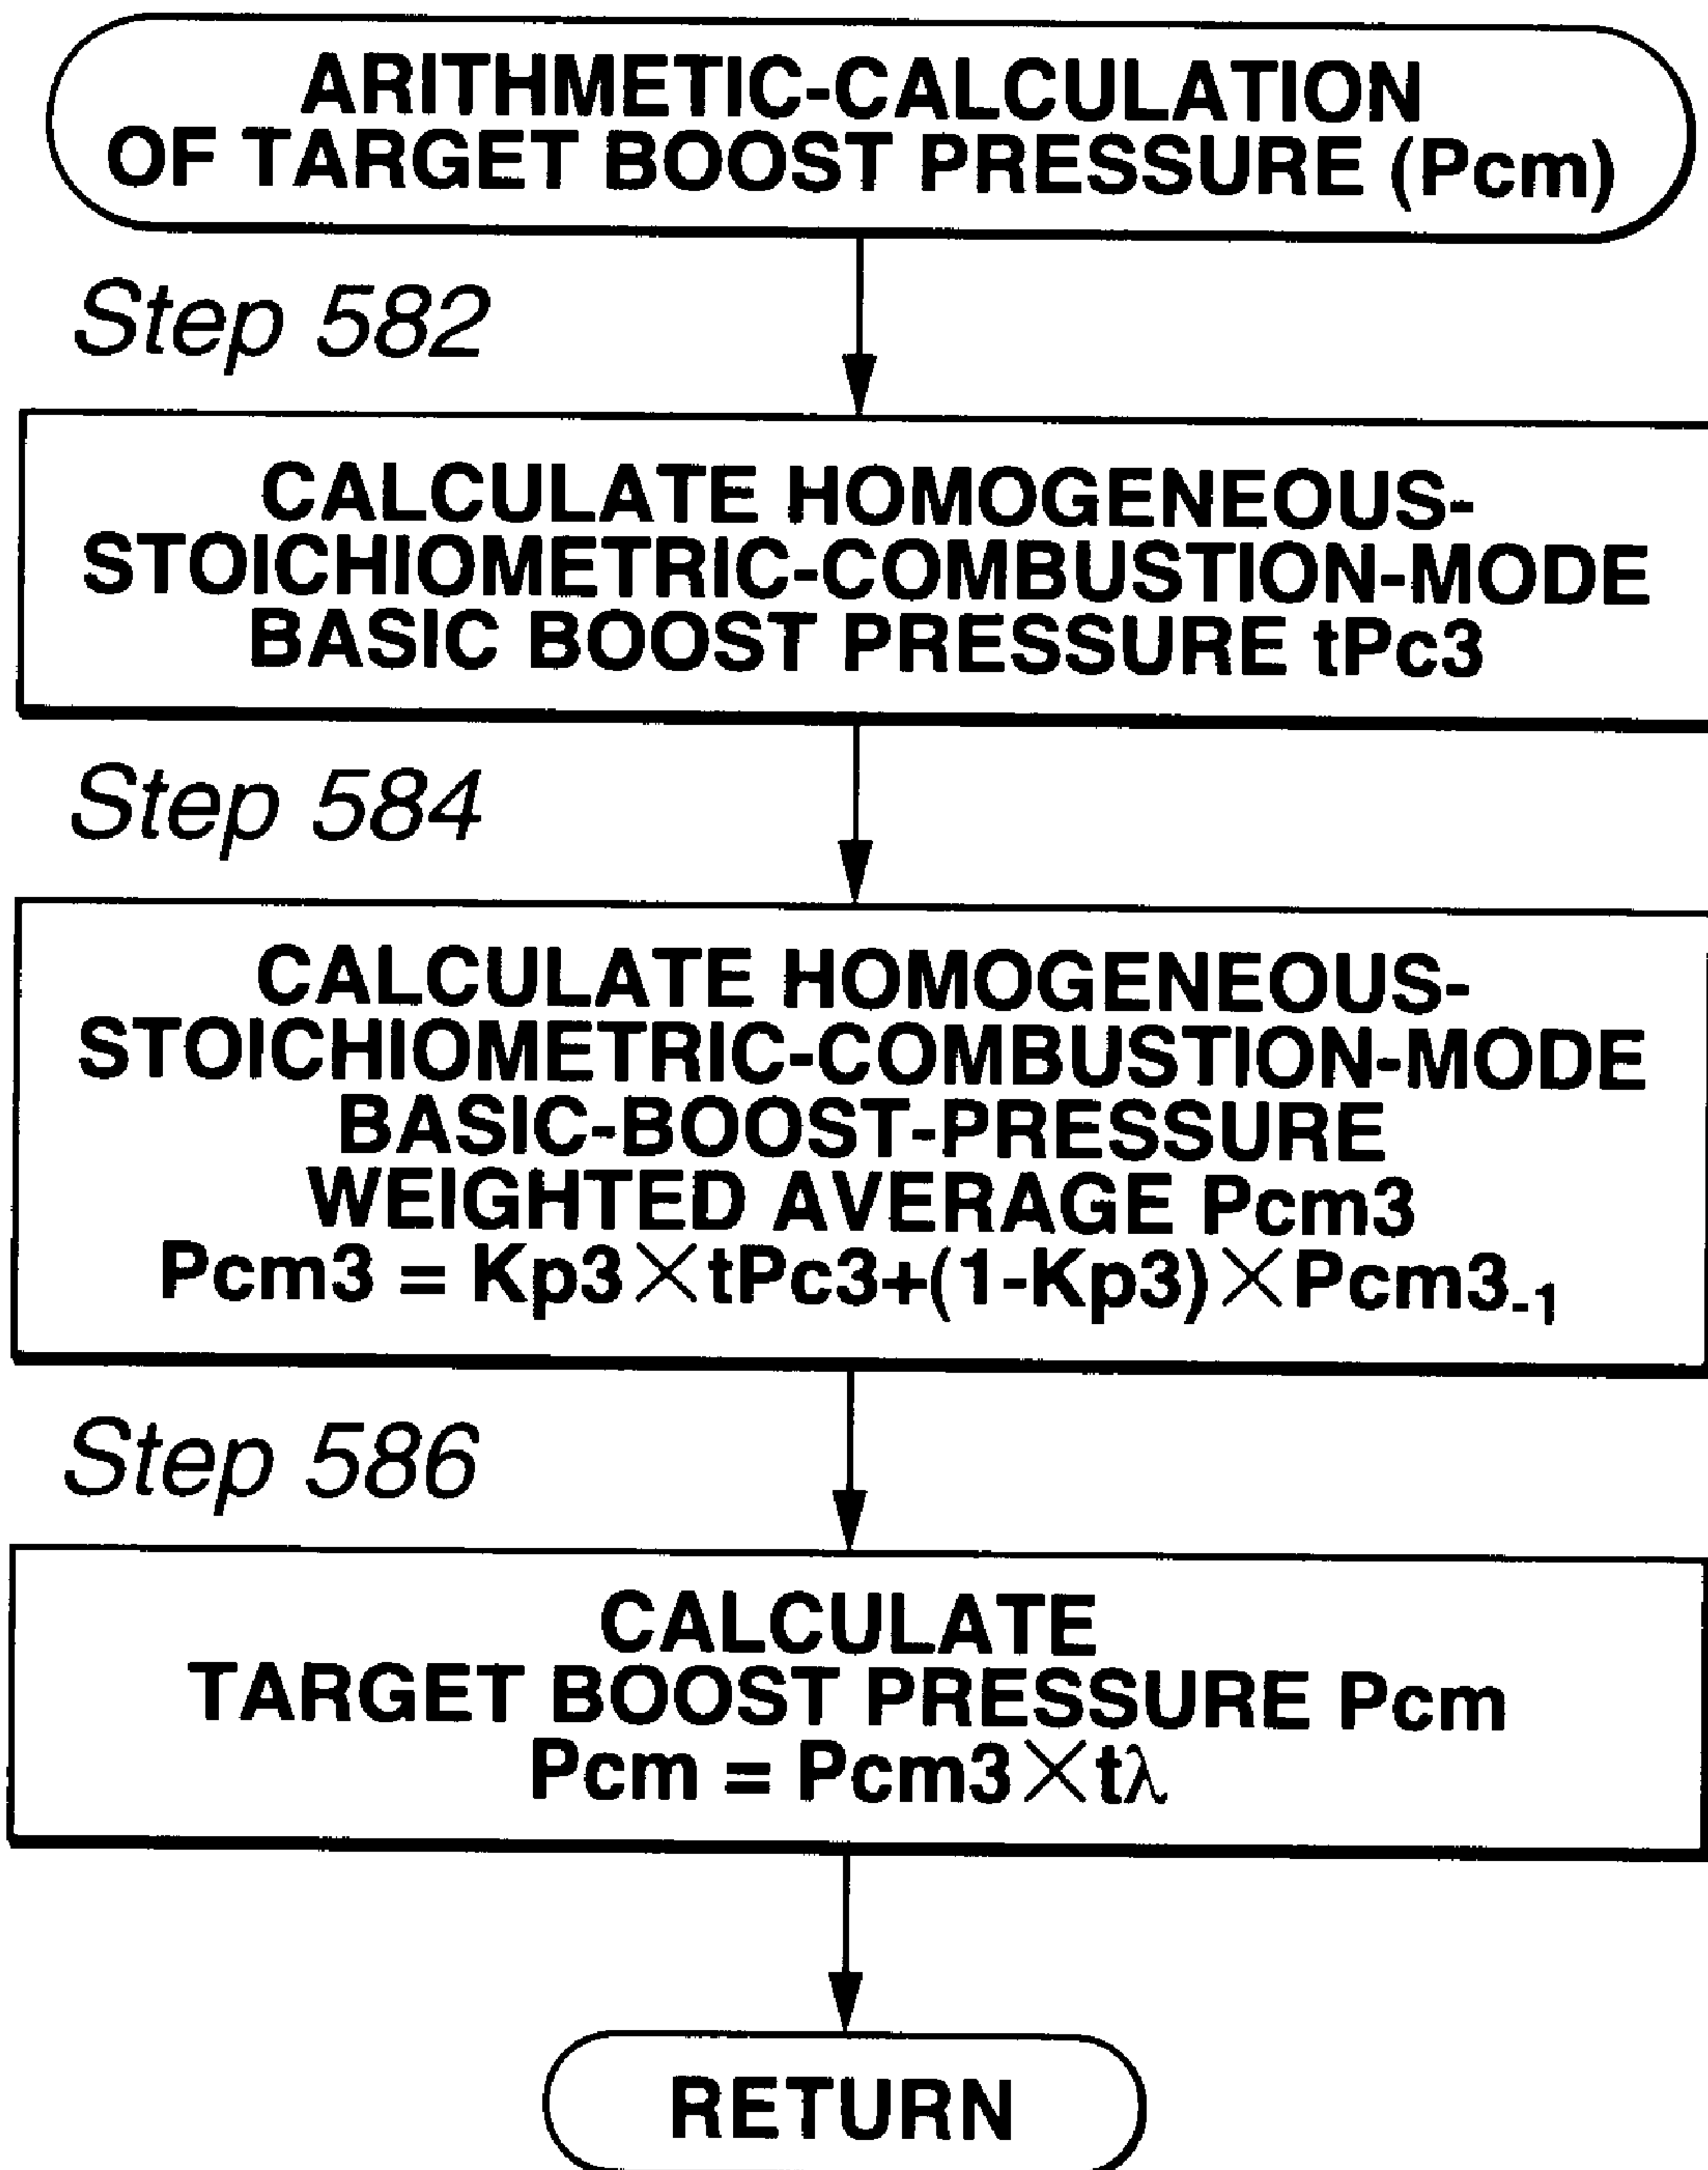 ARITHMETIC-CALCULATION
OF TARGET BOOST PRESSURE (Pcm)
Step 582
CALCULATE HOMOGENEOUS-
STOICHIOMETRIC-COMBUSTION-MODE
BASIC BOOST PRESSURE tPc3
Step 584
CALCULATE HOMOGENEOUS-
STOICHIOMETRIC-COMBUSTION-MODE
BASIC-BOOST-PRESSURE
WEIGHTED AVERAGE Pcm3
Pcm3 = Kp3×tPc3+(1-Kp3)×Pcm3₋₁
Step 586
CALCULATE
TARGET BOOST PRESSURE Pcm
Pcm = Pcm3×tλ
RETURN